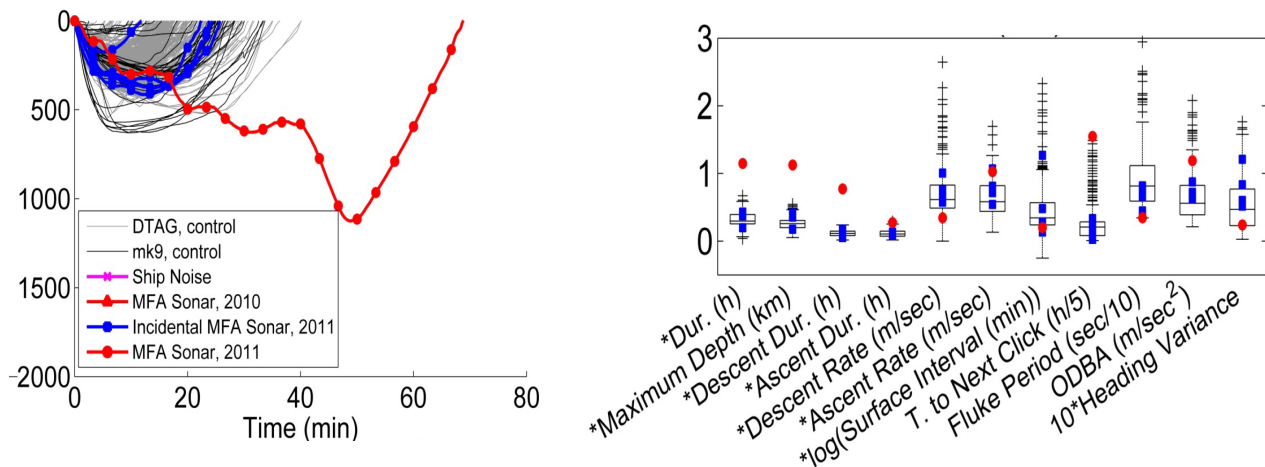 0
500
1000
1500
−2000
0
20
40
60
80
Time (min)
DTAG, control
mk9, control
Ship Noise
MFA Sonar, 2010
Incidental MFA Sonar, 2011
MFA Sonar, 2011
3
2
1
0
*Dur. (h)
*Maximum Depth (km)
*Descent Dur. (h)
*Ascent Dur. (h)
*Descent Rate (m/sec)
*Ascent Rate (m/sec)
*log(Surface Interval (min))
T. to Next Click (h/5)
Fluke Period (sec/10)
ODBA (m/sec²)
10*Heading Variance